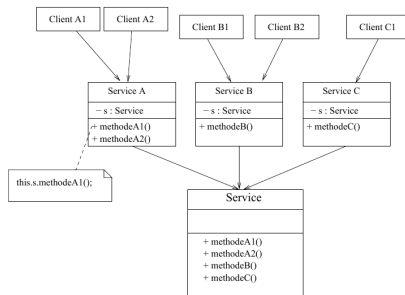 Client A1
Client A2
Client B1
Client B2
Client C1
Service A
− s : Service
+ methodeA1()
+ methodeA2()
Service B
− s : Service
+ methodeB()
Service C
− s : Service
+ methodeC()
this.s.methodeA1();
Service
+ methodeA1()
+ methodeA2()
+ methodeB()
+ methodeC()